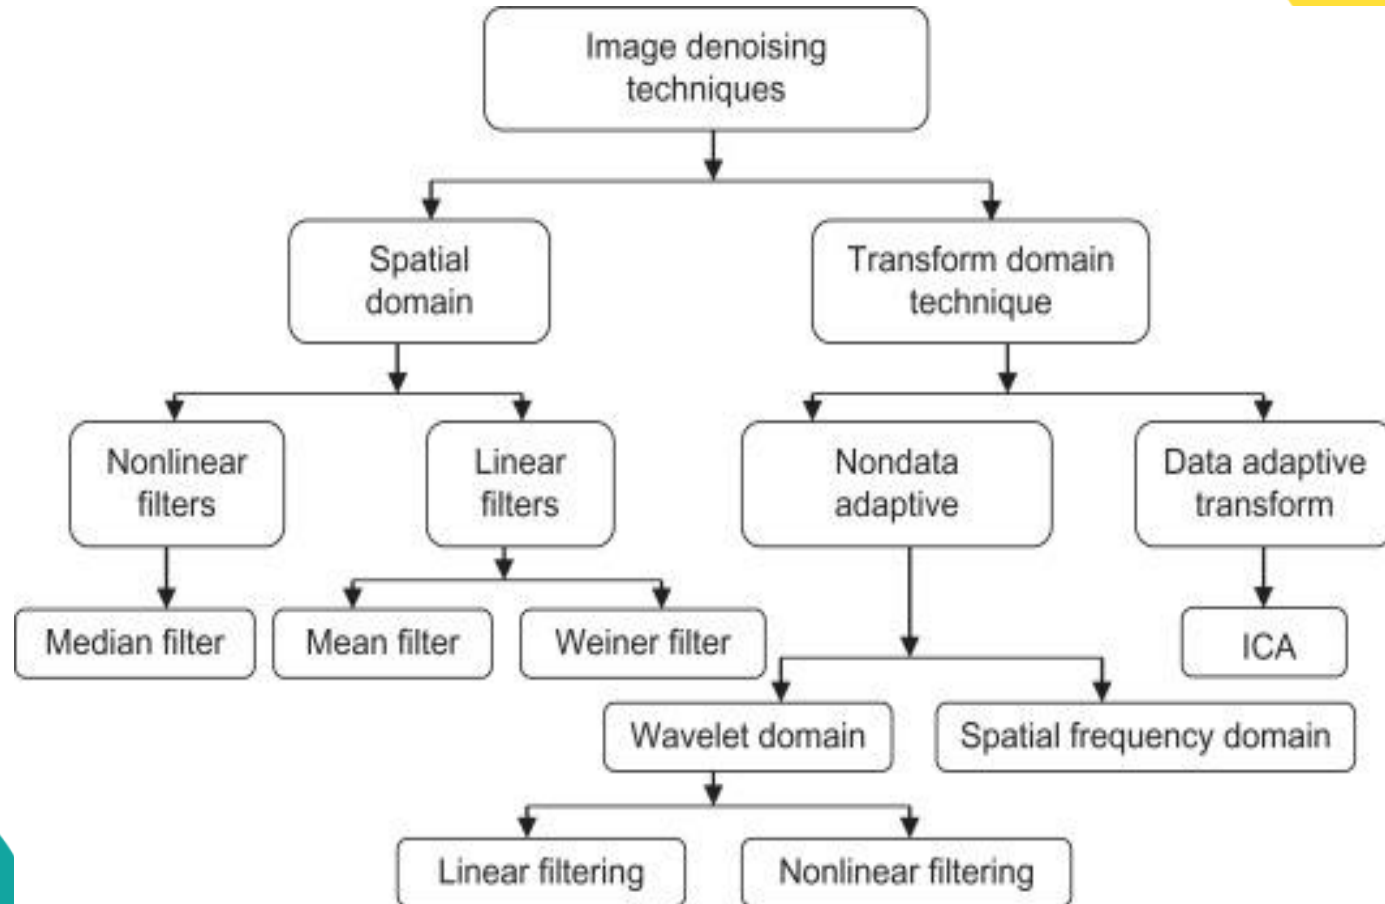 Image denoising
techniques
Spatial
domain
Transform domain
technique
Nonlinear
filters
Linear
filters
Nondata
adaptive
Data adaptive
transform
Median filter
Mean filter
Weiner filter
ICA
Wavelet domain
Spatial frequency domain
Linear filtering
Nonlinear filtering